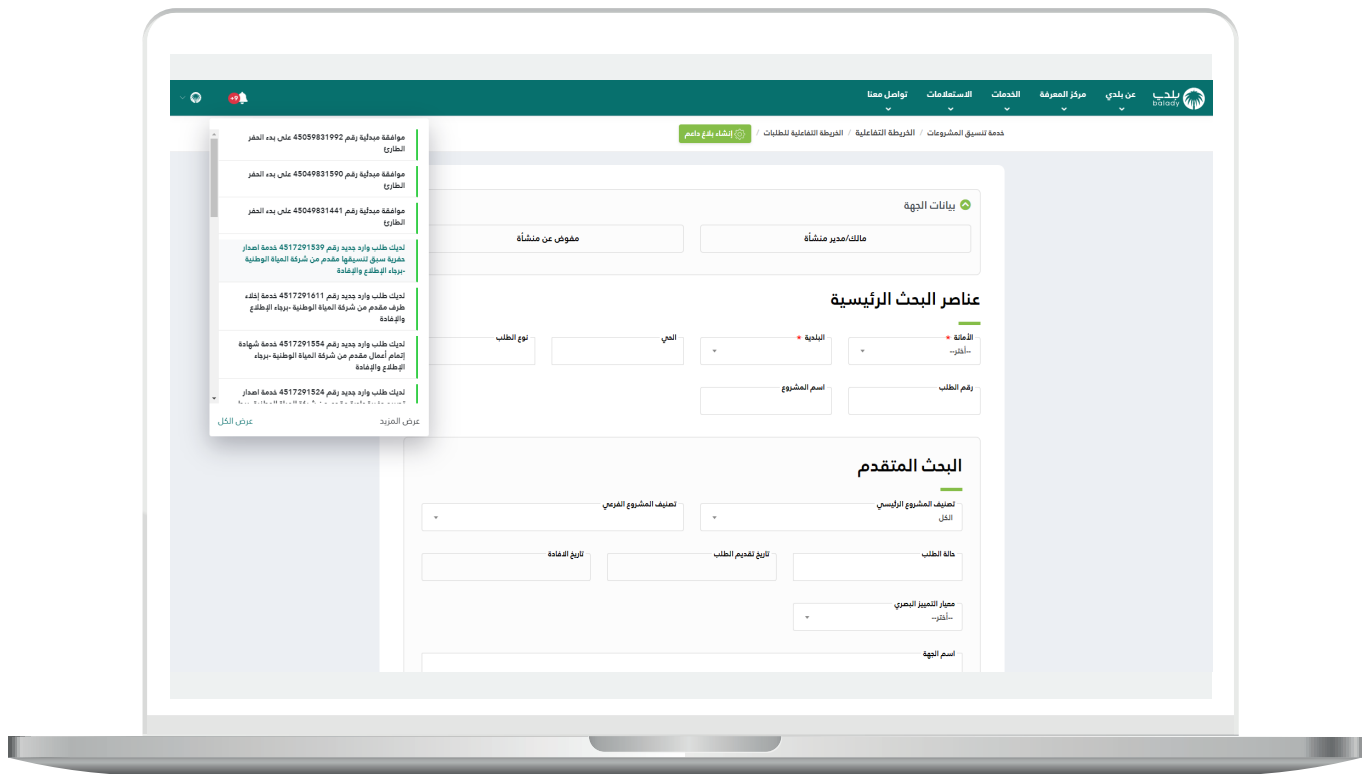 بلدي
balady
عن بلدي
مركز المعرفة
الخدمات
الاستعلامات
تواصل معنا
+9
خدمة تنسيق المشروعات / الخريطة التفاعلية / الخريطة التفاعلية للطلبات / إنشاء بلاغ داعم
موافقة مبدئية رقم 45059831992 على بدء الحفر
الطارئ
موافقة مبدئية رقم 45049831590 على بدء الحفر
الطارئ
موافقة مبدئية رقم 45049831441 على بدء الحفر
الطارئ
لديك طلب وارد جديد رقم 4517291539 خدمة اصدار
حفرية سبق تنسيقها مقدم من شركة المياة الوطنية
-برجاء الإطلاع والإفادة
لديك طلب وارد جديد رقم 4517291611 خدمة إخلاء
طرف مقدم من شركة المياة الوطنية -برجاء الإطلاع
والإفادة
لديك طلب وارد جديد رقم 4517291554 خدمة شهادة
إتمام أعمال مقدم من شركة المياة الوطنية -برجاء
الإطلاع والإفادة
لديك طلب وارد جديد رقم 4517291524 خدمة اصدار
عرض المزيد
عرض الكل
بيانات الجهة
مالك/مدير منشأة
مفوض عن منشأة
عناصر البحث الرئيسية
الأمانة *
--أختر--
البلدية *
الحي
نوع الطلب
رقم الطلب
اسم المشروع
البحث المتقدم
تصنيف المشروع الرئيسي
الكل
تصنيف المشروع الفرعي
حالة الطلب
تاريخ تقديم الطلب
تاريخ الافادة
معيار التمييز البصري
--أختر--
اسم الجهة